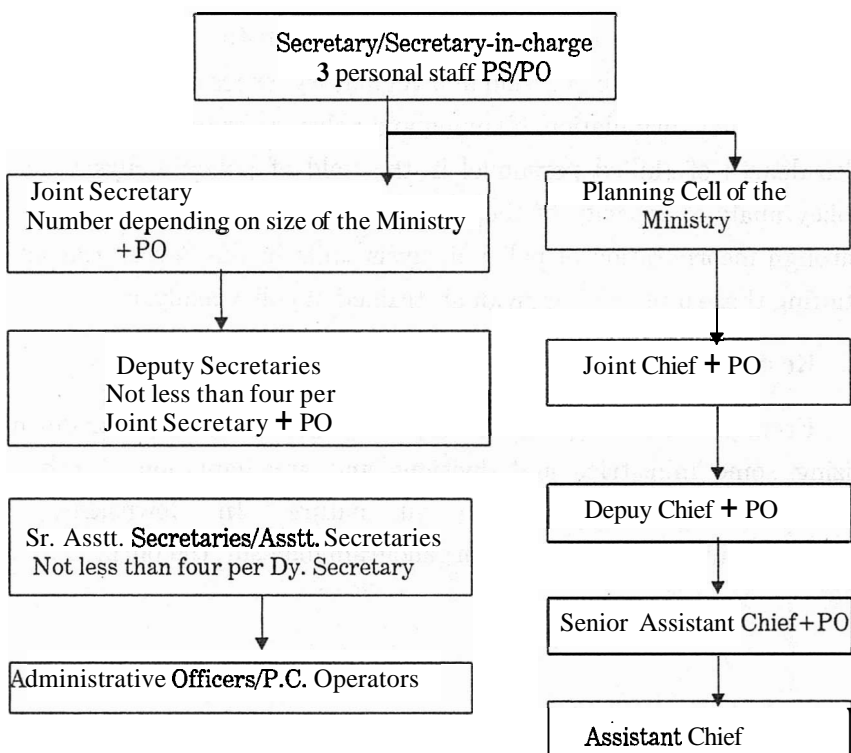 Secretary/Secretary-in-charge
3 personal staff PS/PO
Joint Secretary
Number depending on size of the Ministry
+PO
Planning Cell of the
Ministry
Deputy Secretaries
Not less than four per
Joint Secretary + PO
Joint Chief + PO
Depuy Chief + PO
Sr. Asstt. Secretaries/Asstt. Secretaries
Not less than four per Dy. Secretary
Senior Assistant Chief+PO
Administrative Officers/P.C. Operators
Assistant Chief